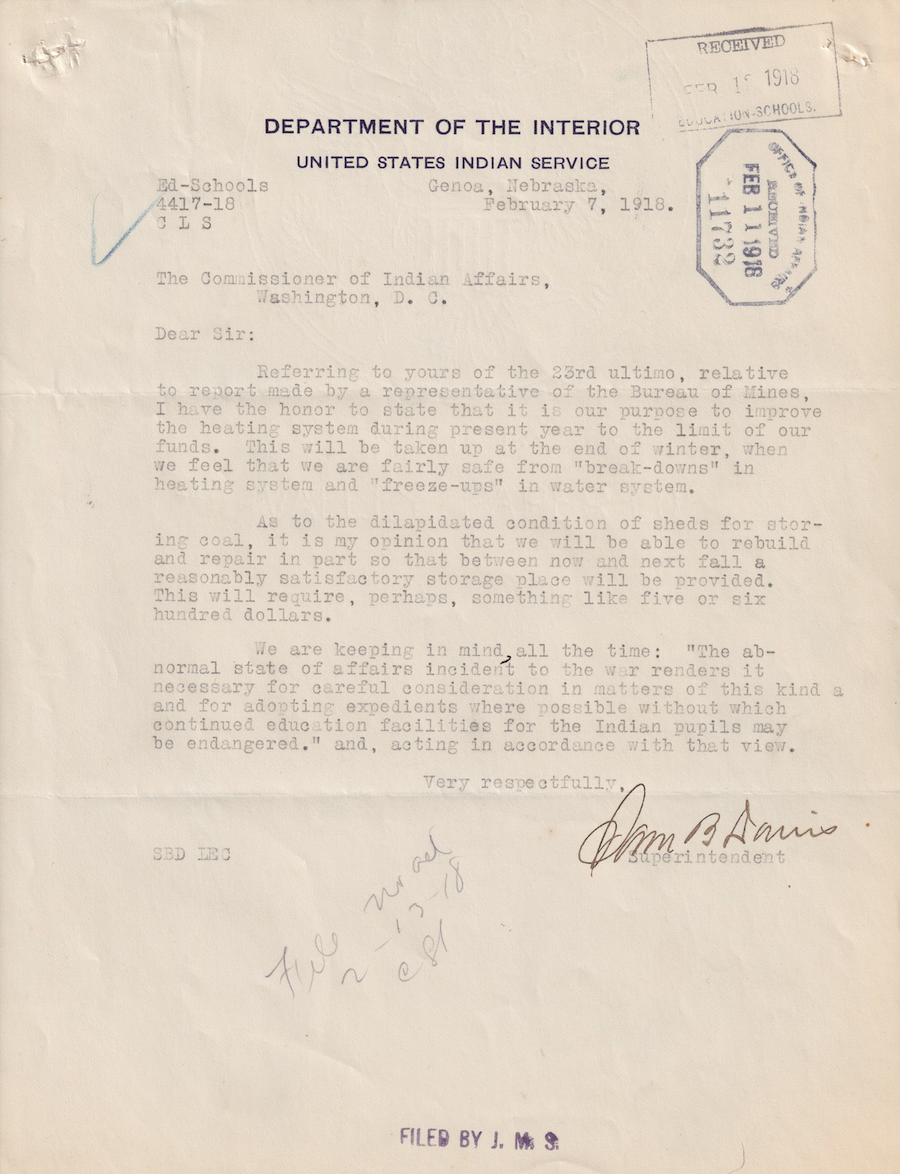 RECEIVED
FEB 1 1918
EDUCATION-SCHOOLS.
DEPARTMENT OF THE INTERIOR
UNITED STATES INDIAN SERVICE
OFFICE OF INDIAN AFFAIRS
RECEIVED
FEB 11 1918
11732
Ed-Schools Genoa, Nebraska,
4417-18 February 7, 1918.
C L S
The Commissioner of Indian Affairs,
Washington, D. C.
Dear Sir:
Referring to yours of the 23rd ultimo, relative
to report made by a representative of the Bureau of Mines,
I have the honor to state that it is our purpose to improve
the heating system during present year to the limit of our
funds. This will be taken up at the end of winter, when
we feel that we are fairly safe from "break-downs" in
heating system and "freeze-ups" in water system.
As to the dilapidated condition of sheds for stor-
ing coal, it is my opinion that we will be able to rebuild
and repair in part so that between now and next fall a
reasonably satisfactory storage place will be provided.
This will require, perhaps, something like five or six
hundred dollars.
We are keeping in mind, all the time: "The ab-
normal state of affairs incident to the war renders it
necessary for careful consideration in matters of this kind a
and for adopting expedients where possible without which
continued education facilities for the Indian pupils may
be endangered." and, acting in accordance with that view.
Very respectfully,
Sam B Davis
SBD LEC Superintendent
File
2-13-18
FILED BY J. M. S.